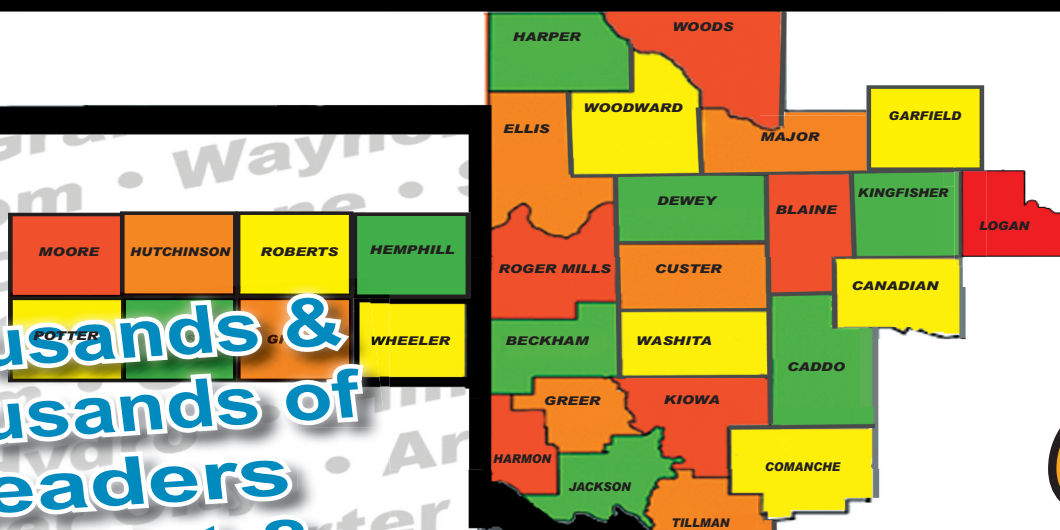 HARPER
WOODS
WOODWARD
GARFIELD
ELLIS
MAJOR
DEWEY
BLAINE
KINGFISHER
LOGAN
MOORE
HUTCHINSON
ROBERTS
HEMPHILL
ROGER MILLS
CUSTER
CANADIAN
POTTER
WHEELER
BECKHAM
WASHITA
CADDO
GREER
KIOWA
HARMON
JACKSON
COMANCHE
TILLMAN
usands &
usands of
eaders